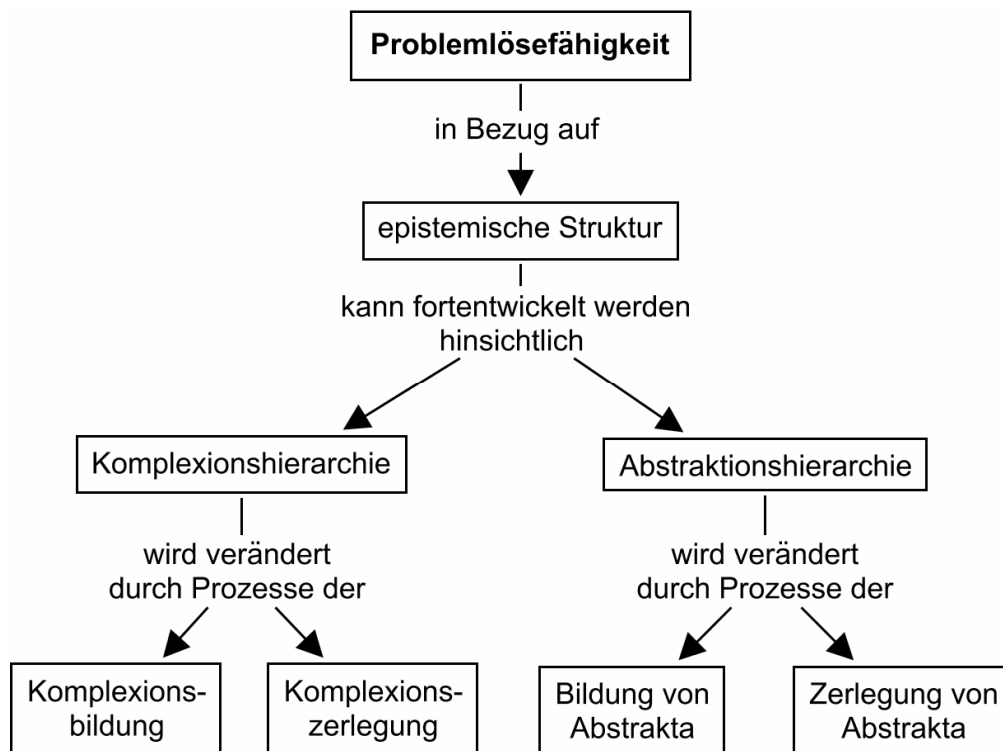 Problemlösefähigkeit
in Bezug auf
epistemische Struktur
kann fortentwickelt werden
hinsichtlich
Komplexionshierarchie
Abstraktionshierarchie
wird verändert
durch Prozesse der
wird verändert
durch Prozesse der
Komplexions-
bildung
Komplexions-
zerlegung
Bildung von
Abstrakta
Zerlegung von
Abstrakta